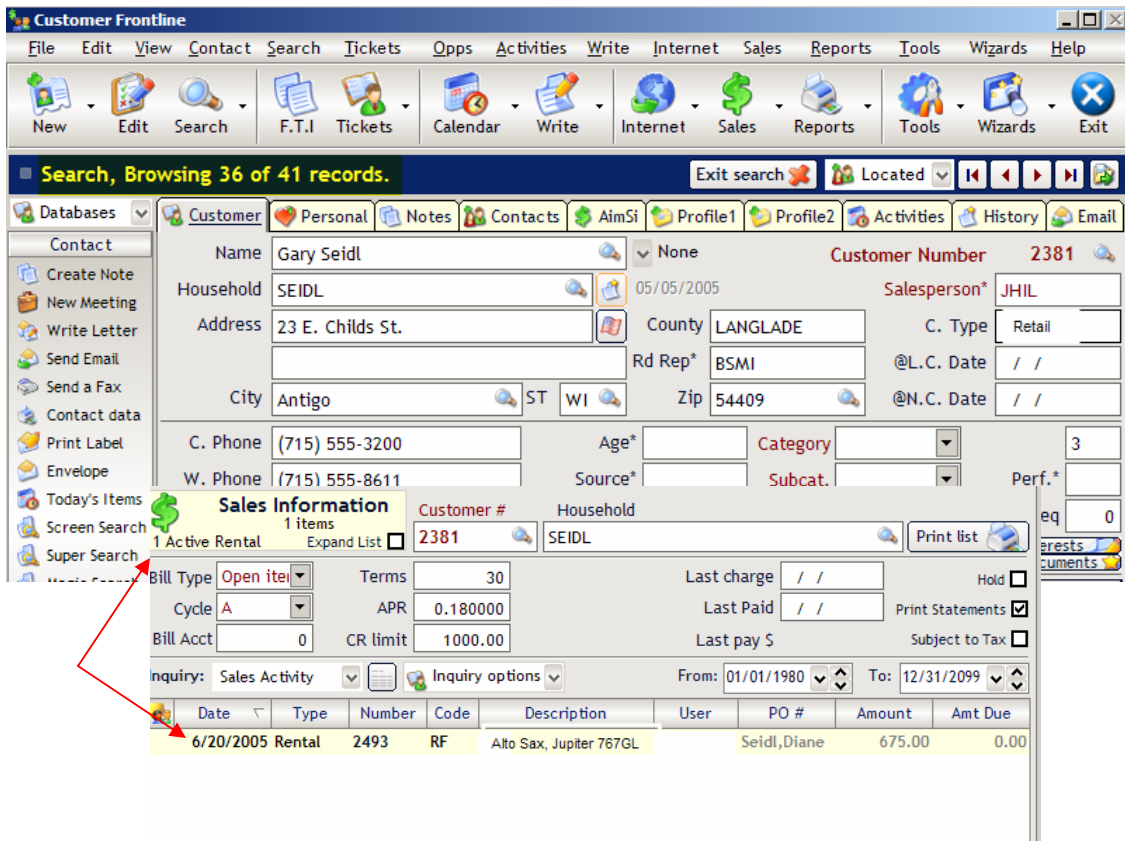 Customer Frontline
File Edit View Contact Search Tickets Opps Activities Write Internet Sales Reports Tools Wizards Help
New Edit Search F.T.I Tickets Calendar Write Internet Sales Reports Tools Wizards Exit
Search, Browsing 36 of 41 records. Exit search Located
Databases Customer Personal Notes Contacts AimSi Profile1 Profile2 Activities History Email
Contact
Create Note
New Meeting
Write Letter
Send Email
Send a Fax
Contact data
Print Label
Envelope
Today's Items
Screen Search
Super Search
Name Gary Seidl None Customer Number 2381
Household SEIDL 05/05/2005 Salesperson* JHIL
Address 23 E. Childs St. County LANGLADE C. Type Retail
Rd Rep* BSMI @L.C. Date / /
City Antigo ST WI Zip 54409 @N.C. Date / /
C. Phone (715) 555-3200 Age* Category 3
W. Phone (715) 555-8611 Source* Subcat. Perf.*
eq 0
erests
cuments
Sales Information Customer # Household
1 items
1 Active Rental Expand List 2381 SEIDL Print list
Bill Type Open iter Terms 30 Last charge / / Hold
Cycle A APR 0.180000 Last Paid / / Print Statements
Bill Acct 0 CR limit 1000.00 Last pay $ Subject to Tax
nquiry: Sales Activity Inquiry options From: 01/01/1980 To: 12/31/2099
Date Type Number Code Description User PO # Amount Amt Due
6/20/2005 Rental 2493 RF Alto Sax, Jupiter 767GL Seidl,Diane 675.00 0.00